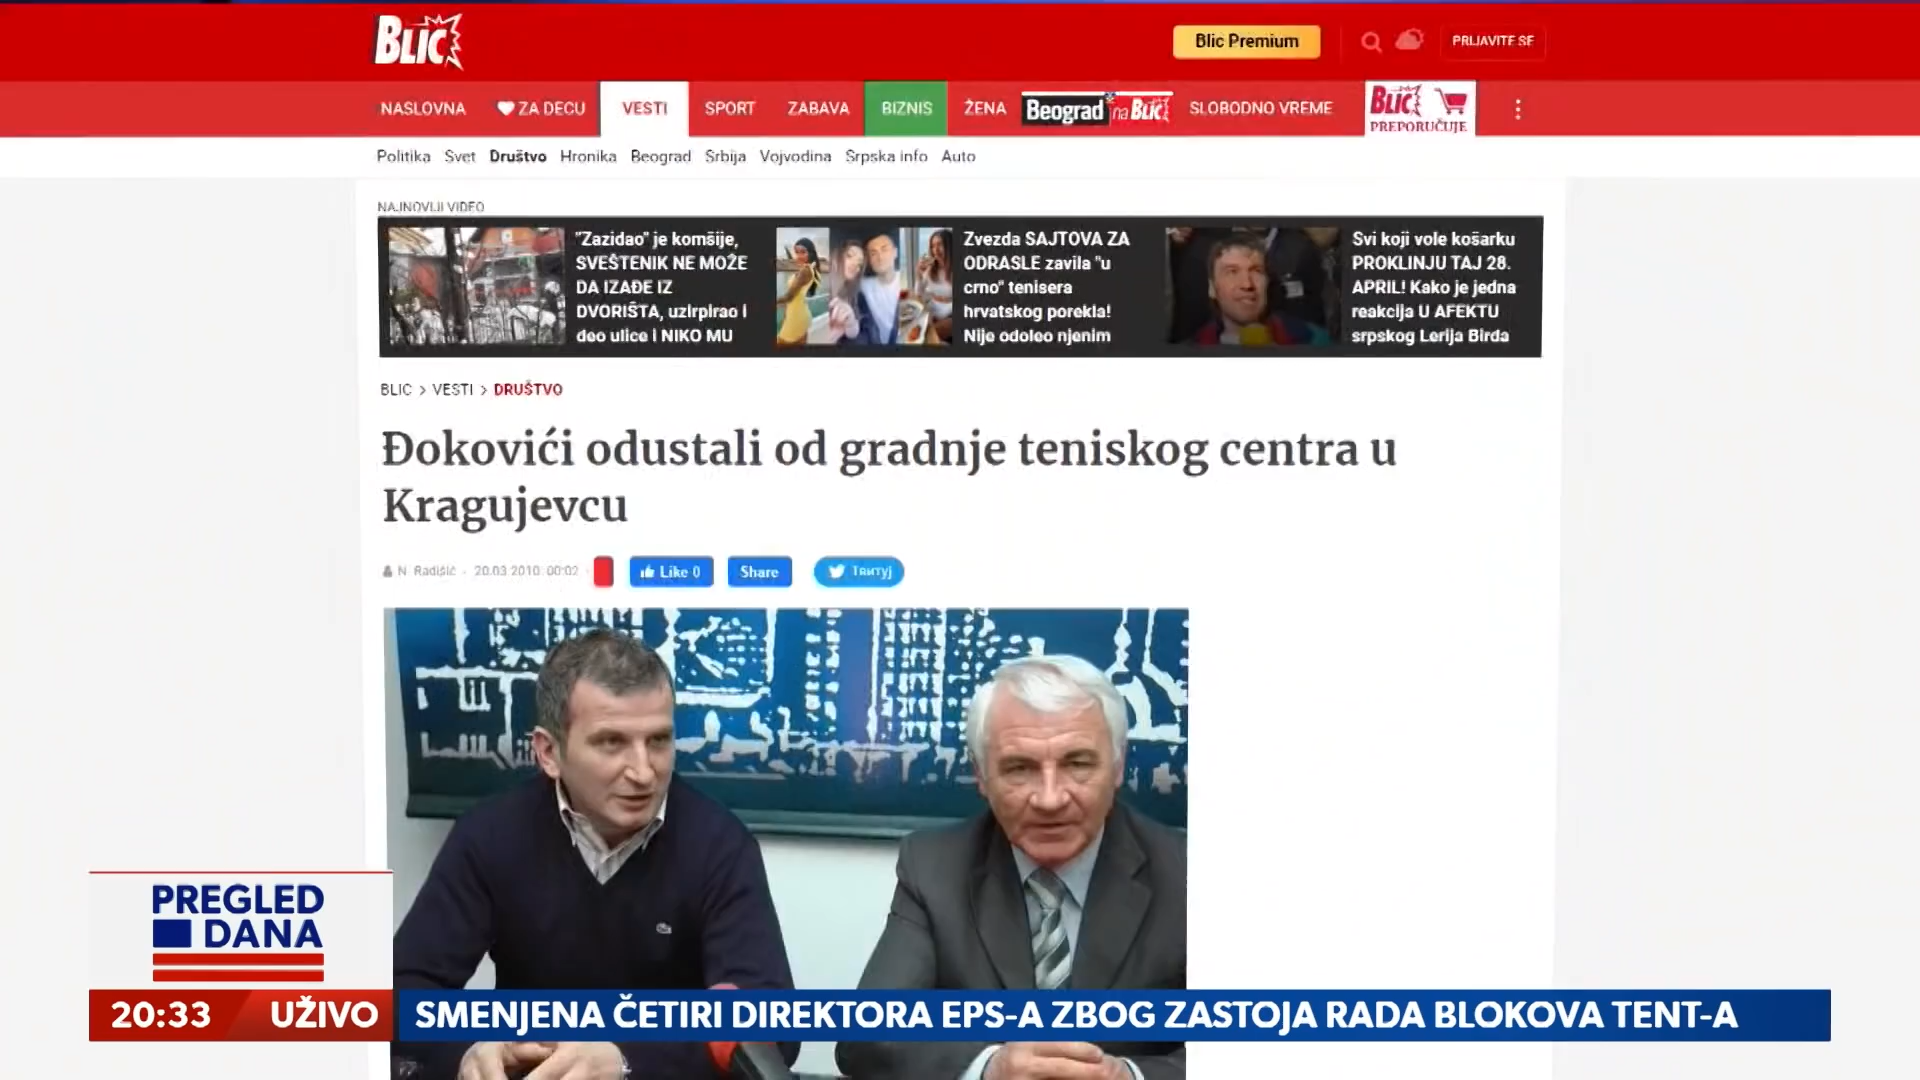 BLIC
Blic Premium
PRIJAVITE SE
NASLOVNA
ZA DECU
VESTI
SPORT
ZABAVA
BIZNIS
ŽENA
Beograd na BLIC
SLOBODNO VREME
BLIC PREPORUČUJE
Politika Svet Društvo Hronika Beograd Srbija Vojvodina Srpska info Auto
NAJNOVIJI VIDEO
"Zazidao" je komšije,
SVEŠTENIK NE MOŽE
DA IZAĐE IZ
DVORIŠTA, uzirpirao i
deo ulice i NIKO MU
Zvezda SAJTOVA ZA
ODRASLE zavila "u
crno" tenisera
hrvatskog porekla!
Nije odoleo njenim
Svi koji vole košarku
PROKLINJU TAJ 28.
APRIL! Kako je jedna
reakcija U AFEKTU
srpskog Lerija Birda
BLIC > VESTI > DRUŠTVO
Đokovići odustali od gradnje teniskog centra u
Kragujevcu
N. Radišić - 20.03.2010. 00:02
Like 0
Share
Твитуј
PREGLED
DANA
20:33
UŽIVO
SMENJENA ČETIRI DIREKTORA EPS-A ZBOG ZASTOJA RADA BLOKOVA TENT-A